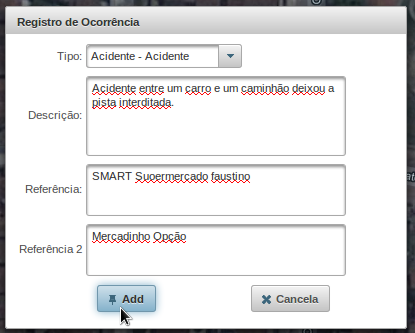 Registro de Ocorrência
Tipo: Acidente - Acidente
Descrição: Acidente entre um carro e um caminhão deixou a
pista interditada.
Referência: SMART Supermercado faustino
Referência 2 Mercadinho Opção
Add Cancela